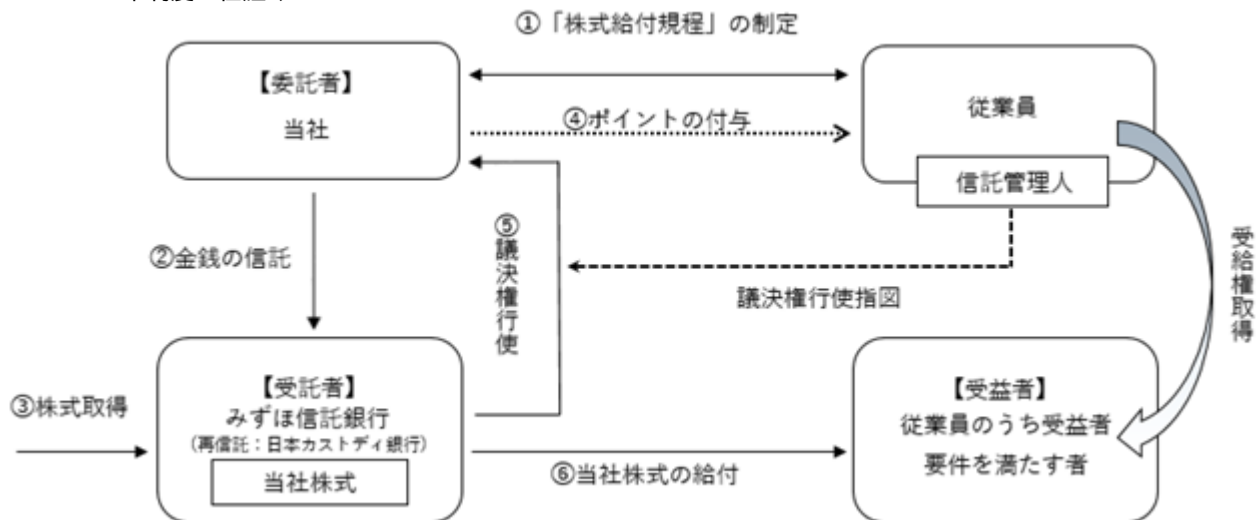 ①「株式給付規程」の制定
【委託者】
当社
④ポイントの付与
従業員
信託管理人
②金銭の信託
⑤議決権行使
議決権行使指図
受給権取得
③株式取得
【受託者】
みずほ信託銀行
(再信託：日本カストディ銀行)
当社株式
⑥当社株式の給付
【受益者】
従業員のうち受益者
要件を満たす者